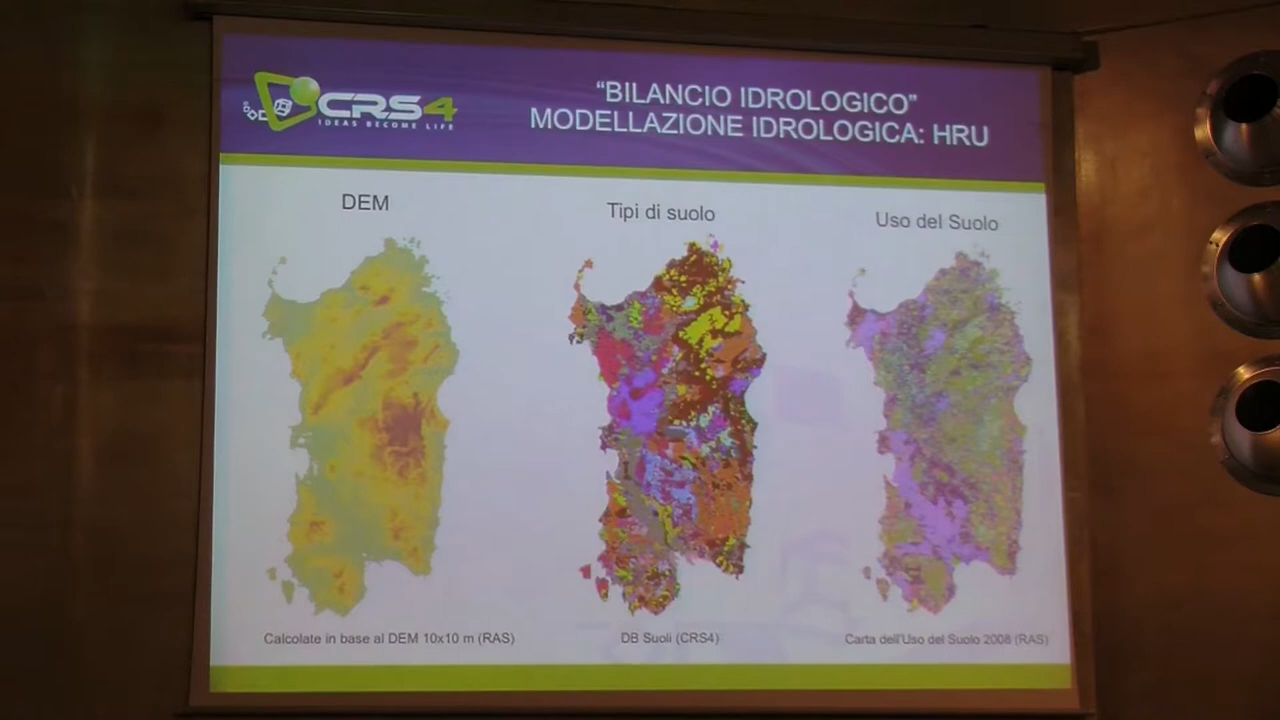 CRS4
IDEAS BECOME LIFE
“BILANCIO IDROLOGICO”
MODELLAZIONE IDROLOGICA: HRU
DEM
Tipi di suolo
Uso del Suolo
Calcolate in base al DEM 10x10 m (RAS)
DB Suoli (CRS4)
Carta dell'Uso del Suolo 2008 (RAS)